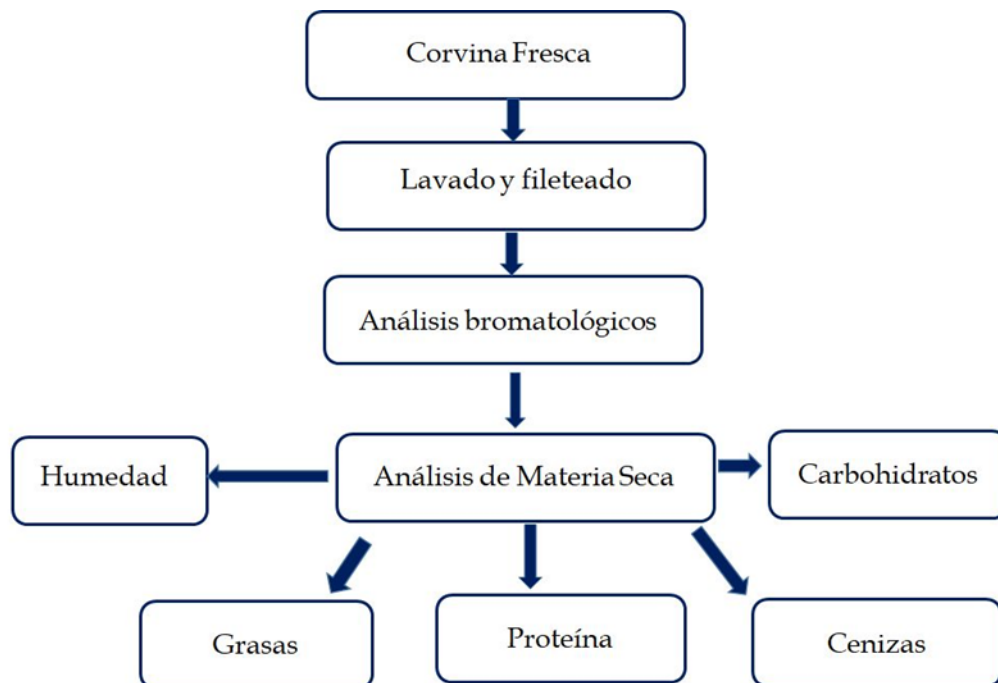 Corvina Fresca
Lavado y fileteado
Análisis bromatológicos
Humedad
Análisis de Materia Seca
Carbohidratos
Grasas
Proteína
Cenizas